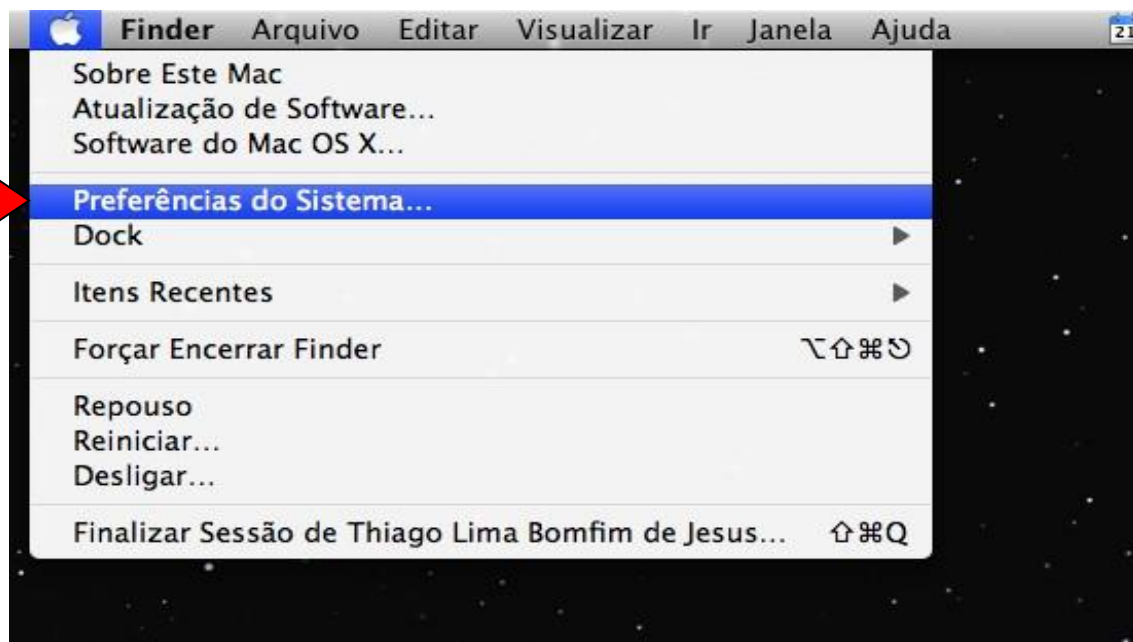 Finder Arquivo Editar Visualizar Ir Janela Ajuda 21
Sobre Este Mac
Atualização de Software...
Software do Mac OS X...
Preferências do Sistema...
Dock
Itens Recentes
Forçar Encerrar Finder ⌥⇧⌘⎋
Repouso
Reiniciar...
Desligar...
Finalizar Sessão de Thiago Lima Bomfim de Jesus... ⇧⌘Q